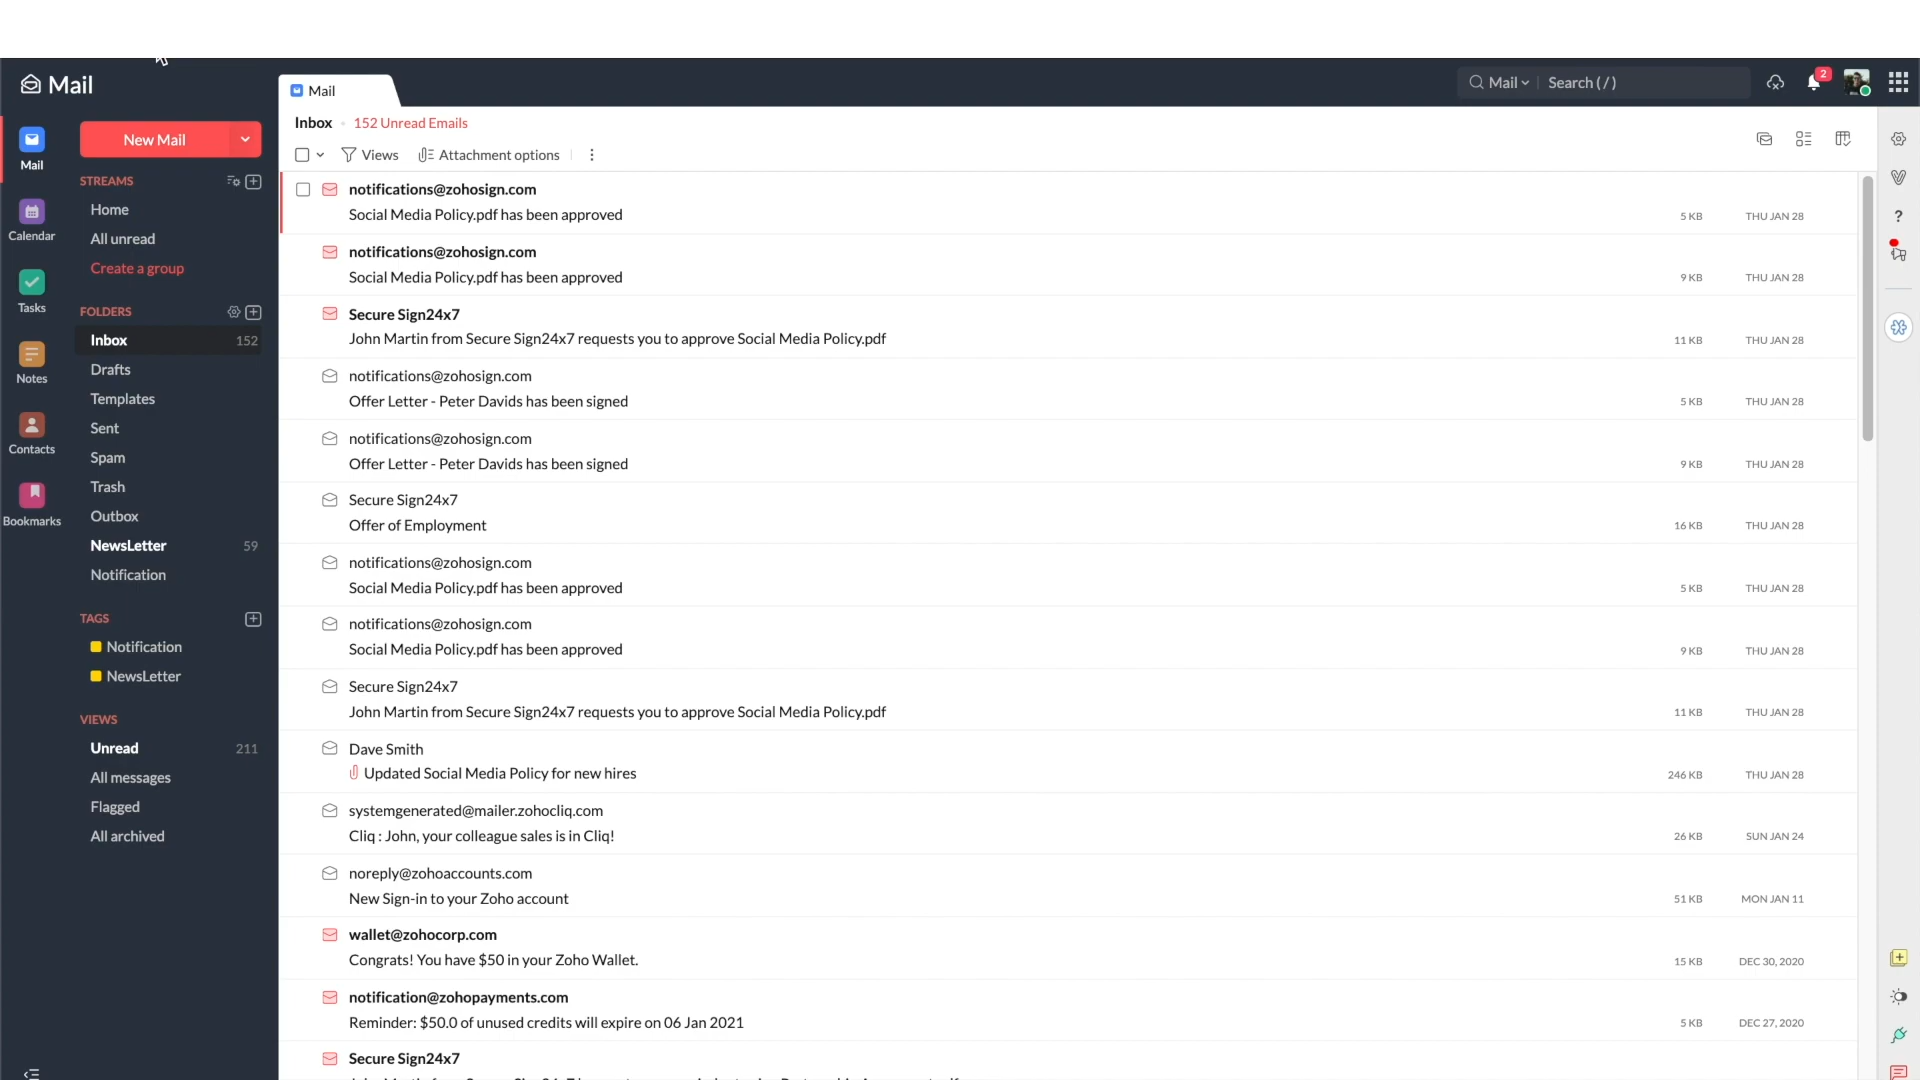 Mail
Mail
Mail
Search ( / )
2
Inbox
152 Unread Emails
Views
Attachment options
Mail
Calendar
Tasks
Notes
Contacts
Bookmarks
New Mail
STREAMS
Home
All unread
Create a group
FOLDERS
Inbox 152
Drafts
Templates
Sent
Spam
Trash
Outbox
NewsLetter 59
Notification
TAGS
Notification
NewsLetter
VIEWS
Unread 211
All messages
Flagged
All archived
notifications@zohosign.com
Social Media Policy.pdf has been approved 5 KB THU JAN 28
notifications@zohosign.com
Social Media Policy.pdf has been approved 9 KB THU JAN 28
Secure Sign24x7
John Martin from Secure Sign24x7 requests you to approve Social Media Policy.pdf 11 KB THU JAN 28
notifications@zohosign.com
Offer Letter - Peter Davids has been signed 5 KB THU JAN 28
notifications@zohosign.com
Offer Letter - Peter Davids has been signed 9 KB THU JAN 28
Secure Sign24x7
Offer of Employment 16 KB THU JAN 28
notifications@zohosign.com
Social Media Policy.pdf has been approved 5 KB THU JAN 28
notifications@zohosign.com
Social Media Policy.pdf has been approved 9 KB THU JAN 28
Secure Sign24x7
John Martin from Secure Sign24x7 requests you to approve Social Media Policy.pdf 11 KB THU JAN 28
Dave Smith
Updated Social Media Policy for new hires 246 KB THU JAN 28
systemgenerated@mailer.zohocliq.com
Cliq : John, your colleague sales is in Cliq! 26 KB SUN JAN 24
noreply@zohoaccounts.com
New Sign-in to your Zoho account 51 KB MON JAN 11
wallet@zohocorp.com
Congrats! You have $50 in your Zoho Wallet. 15 KB DEC 30, 2020
notification@zohopayments.com
Reminder: $50.0 of unused credits will expire on 06 Jan 2021 5 KB DEC 27, 2020
Secure Sign24x7